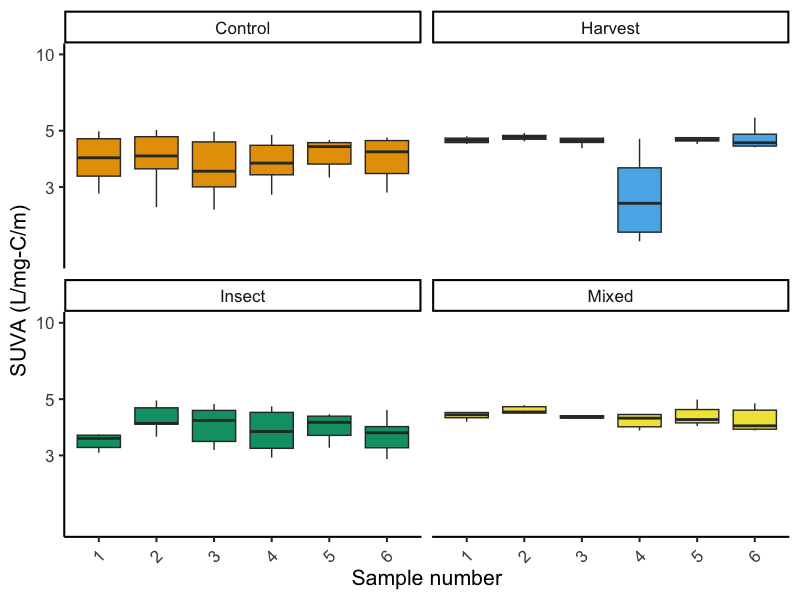 Control
Harvest
10
5
3
Insect
Mixed
10
5
3
1 2 3 4 5 6
1 2 3 4 5 6
Sample number
SUVA (L/mg-C/m)